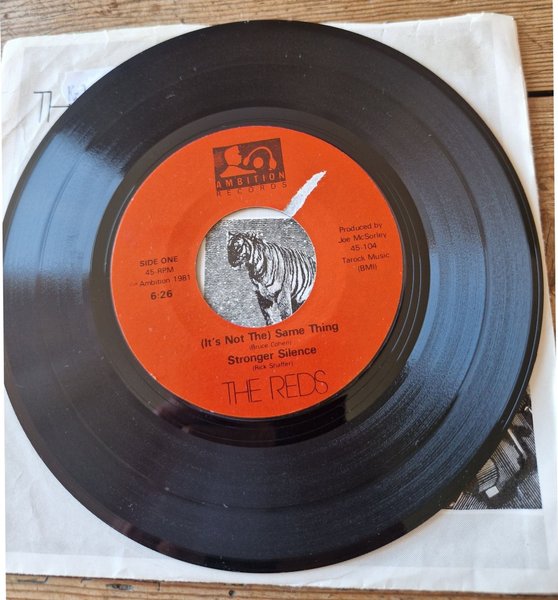 TH
AMBITION
RECORDS
SIDE ONE
45-RPM
Ambition 1981
6:26
Produced by
Joe McSorley
45-104
Tarock Music
(BMI)
(It's Not The) Same Thing
(Bruce Cohen)
Stronger Silence
(Rick Shaffer)
THE REDS